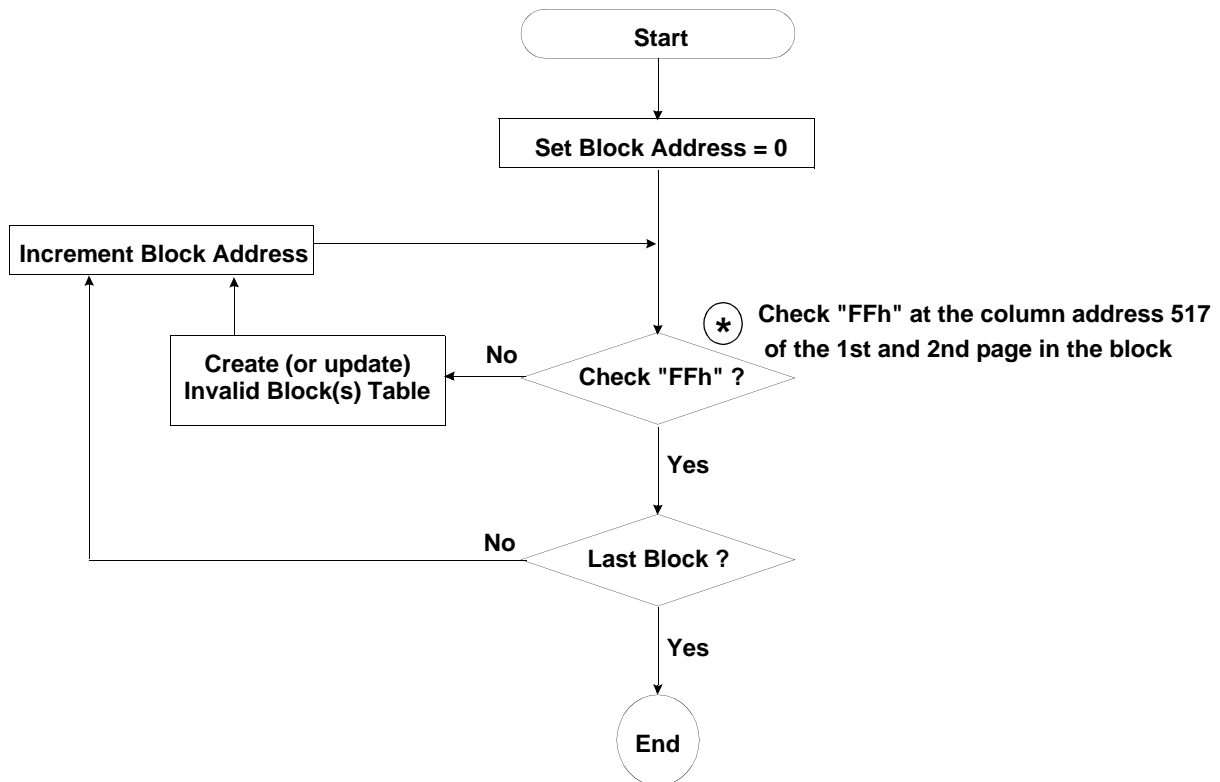 Start
Set Block Address = 0
Increment Block Address
* Check "FFh" at the column address 517
of the 1st and 2nd page in the block
Create (or update)
Invalid Block(s) Table
No
Check "FFh" ?
Yes
No
Last Block ?
Yes
End